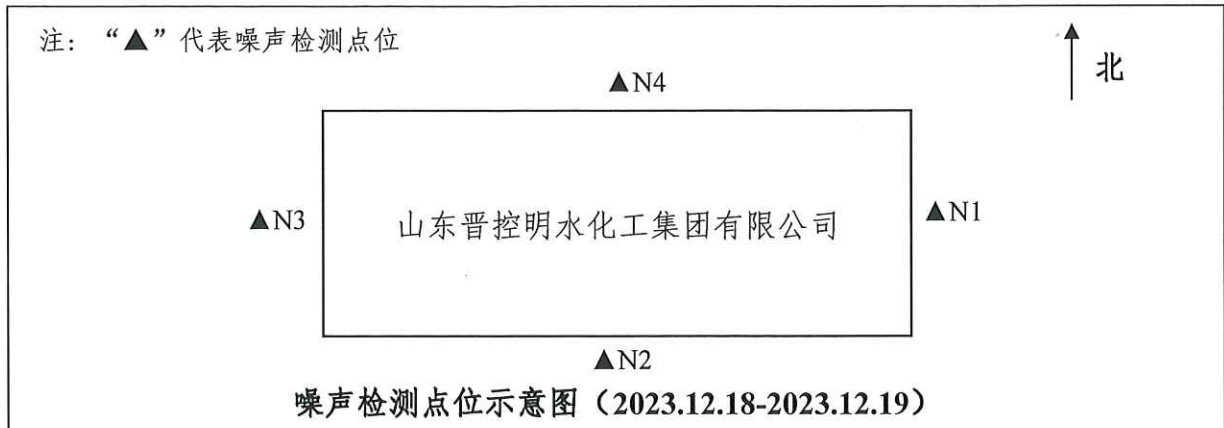 注：“▲”代表噪声检测点位
北
▲N4
▲N3
山东晋控明水化工集团有限公司
▲N1
▲N2
噪声检测点位示意图（2023.12.18-2023.12.19）